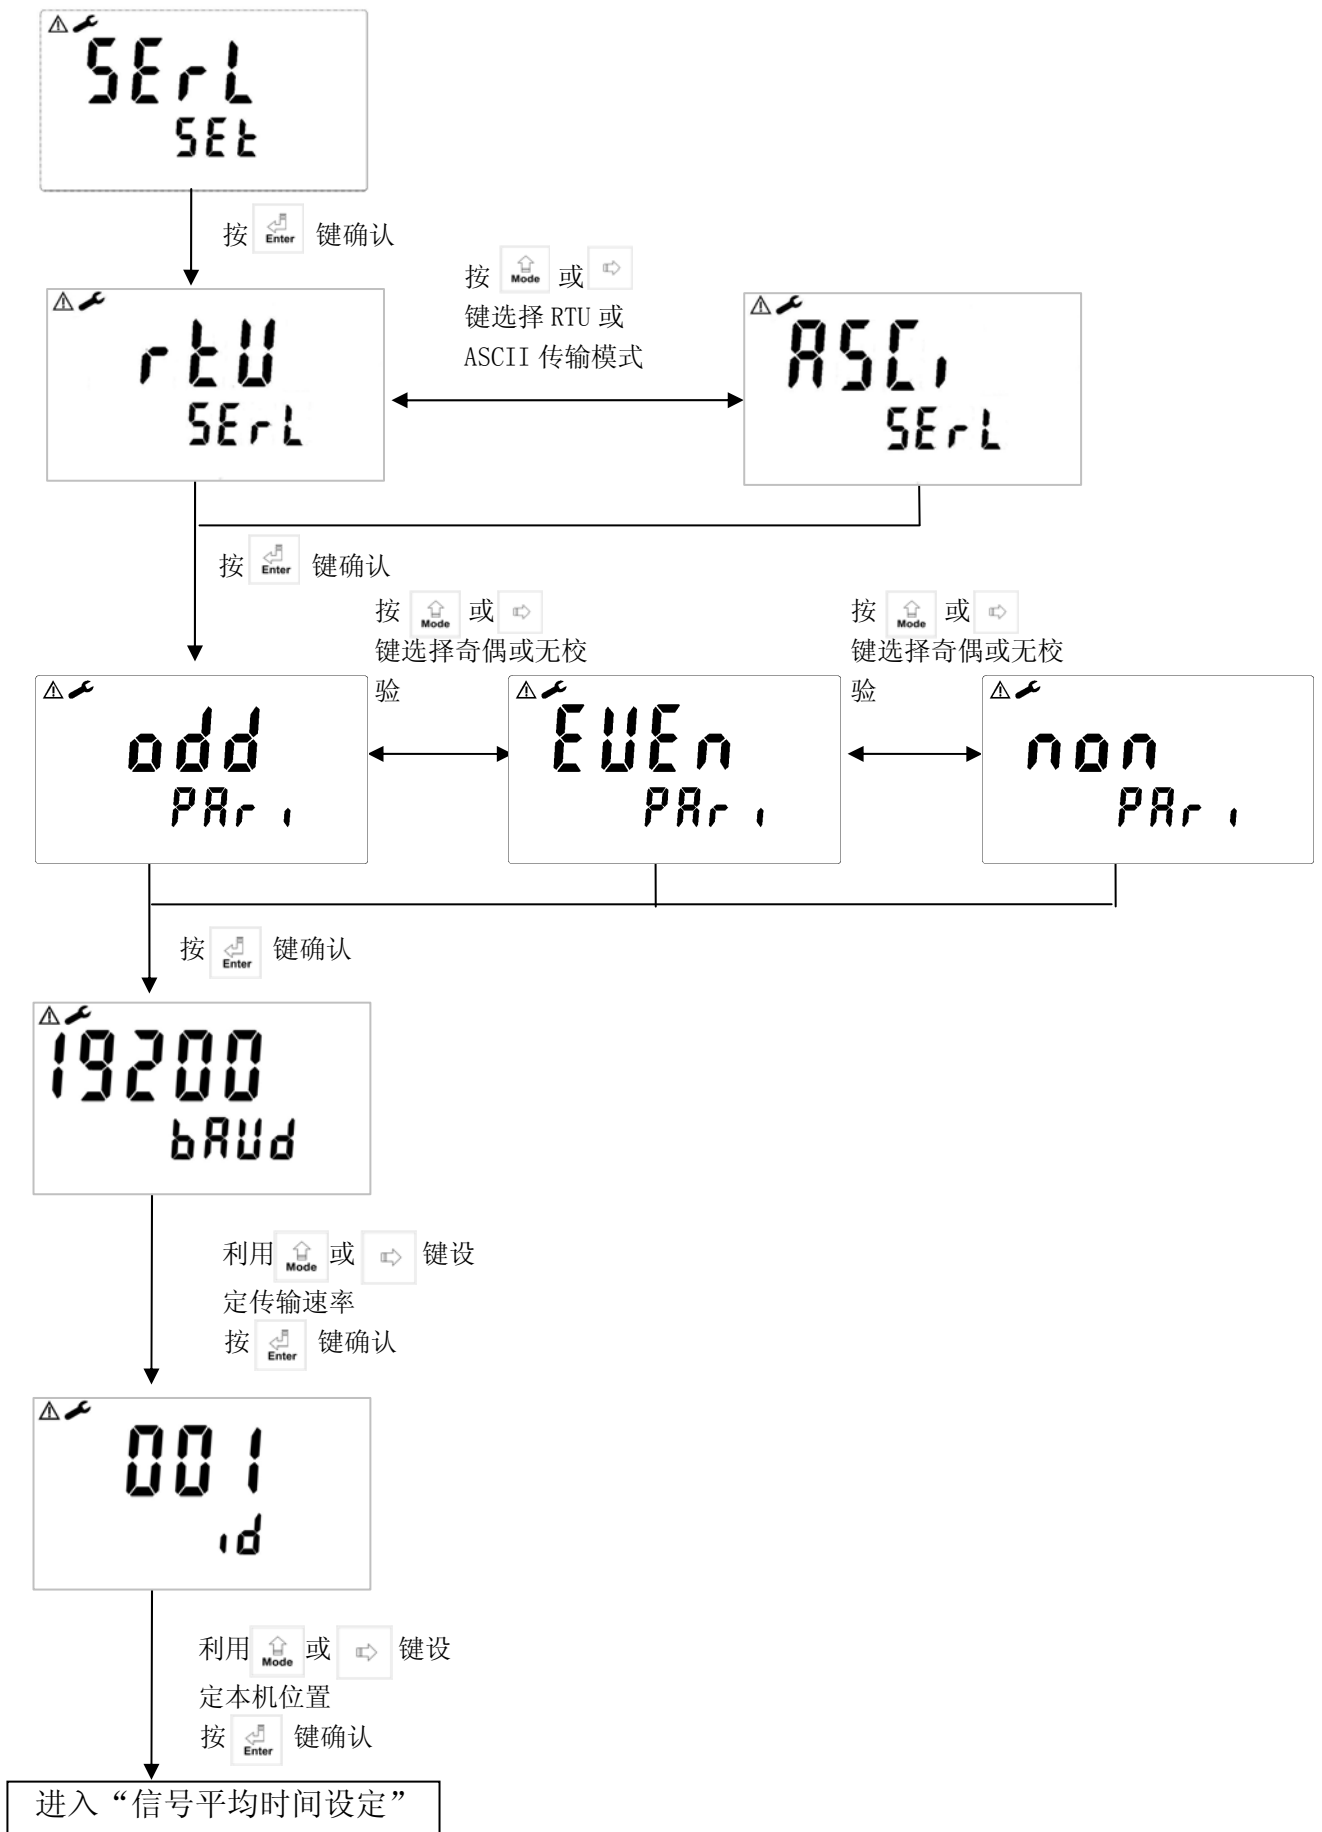 SErL
SEt
按 Enter 键确认
按 Mode 或
键选择 RTU 或
ASCII 传输模式
rtU
SErL
ASCi
SErL
按 Enter 键确认
按 Mode 或
键选择奇偶或无校
验
按 Mode 或
键选择奇偶或无校
验
odd
PAri
EUEn
PAri
non
PAri
按 Enter 键确认
19200
bAUd
利用 Mode 或 键设
定传输速率
按 Enter 键确认
001
id
利用 Mode 或 键设
定本机位置
按 Enter 键确认
进入“信号平均时间设定”